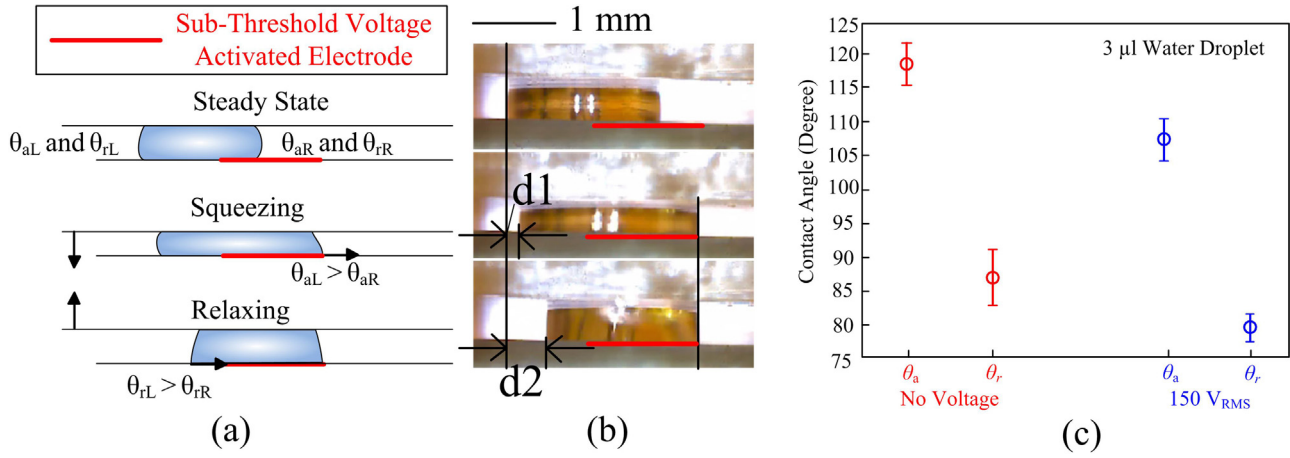 Sub-Threshold Voltage
Activated Electrode
Steady State
θaL and θrL
θaR and θrR
Squeezing
θaL > θaR
Relaxing
θrL > θrR
(a)
1 mm
d1
d2
(b)
3 µl Water Droplet
Contact Angle (Degree)
125
120
115
110
105
100
95
90
85
80
75
θa
θr
θa
θr
No Voltage
150 VRMS
(c)